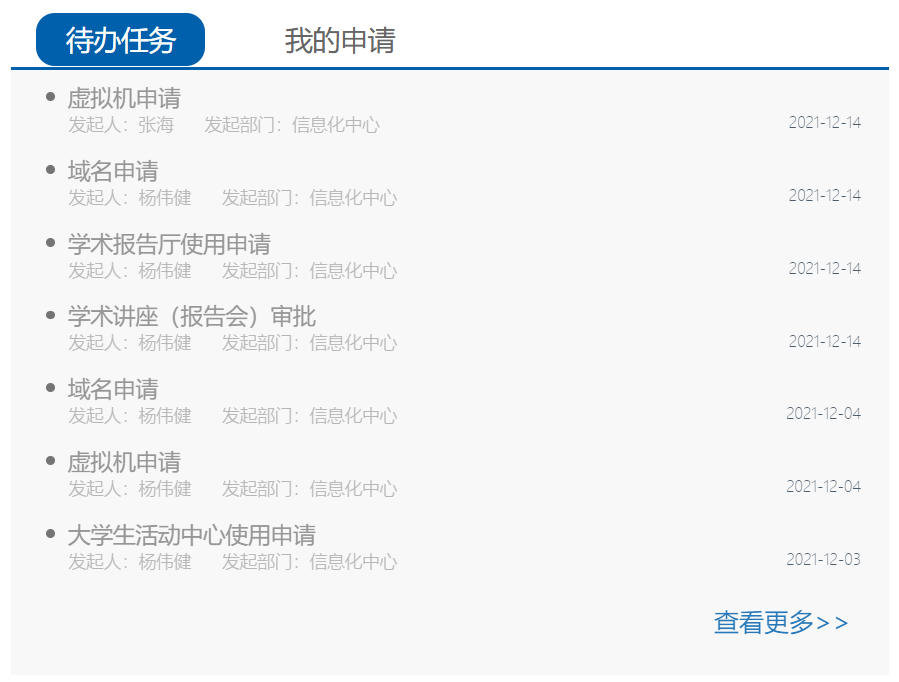 待办任务 我的申请
虚拟机申请
发起人：张海 发起部门：信息化中心 2021-12-14
域名申请
发起人：杨伟健 发起部门：信息化中心 2021-12-14
学术报告厅使用申请
发起人：杨伟健 发起部门：信息化中心 2021-12-14
学术讲座（报告会）审批
发起人：杨伟健 发起部门：信息化中心 2021-12-14
域名申请
发起人：杨伟健 发起部门：信息化中心 2021-12-04
虚拟机申请
发起人：杨伟健 发起部门：信息化中心 2021-12-04
大学生活动中心使用申请
发起人：杨伟健 发起部门：信息化中心 2021-12-03
查看更多>>